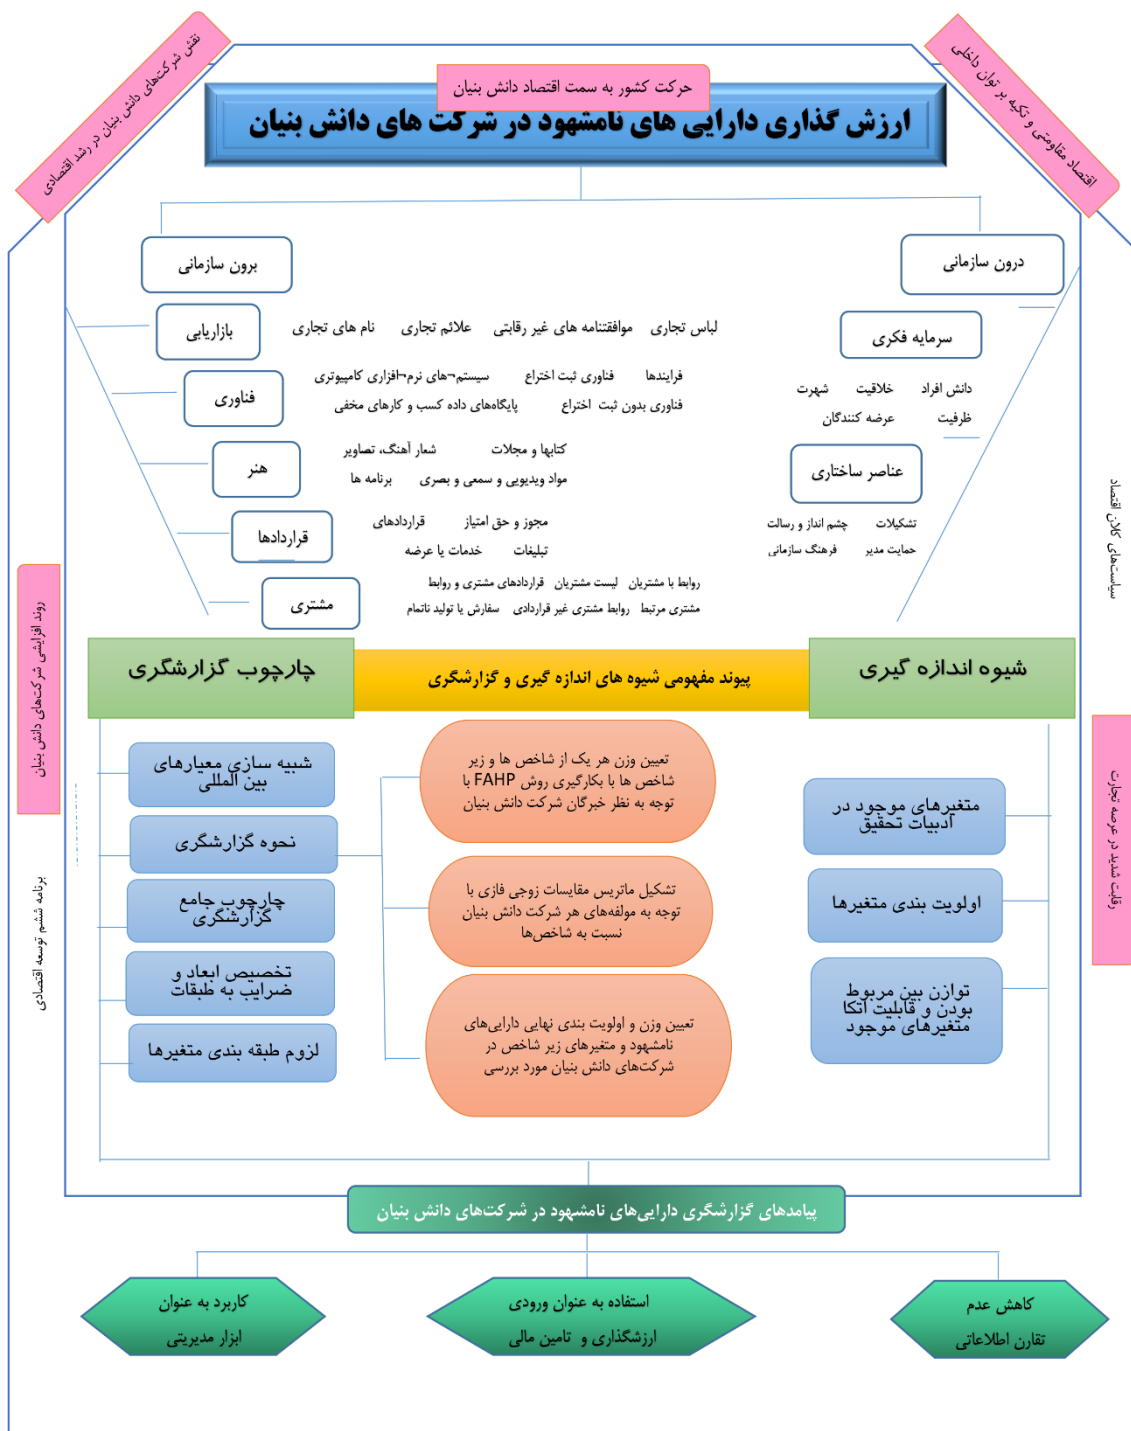 نقش شرکت‌های دانش بنیان در رشد اقتصادی
حرکت کشور به سمت اقتصاد دانش بنیان
اقتصاد مقاومتی و تکیه بر توان داخلی
ارزش گذاری دارایی های نامشهود در شرکت های دانش بنیان
درون سازمانی
برون سازمانی
سرمایه فکری
دانش افراد خلاقیت شهرت
ظرفیت عرضه کنندگان
عناصر ساختاری
تشکیلات چشم انداز و رسالت
حمایت مدیر فرهنگ سازمانی
بازاریابی
لباس تجاری موافقتنامه های غیر رقابتی علائم تجاری نام های تجاری
فناوری
فرایندها فناوری ثبت اختراع سیستم¬های نرم¬افزاری کامپیوتری
فناوری بدون ثبت اختراع پایگاه‌های داده کسب و کارهای مخفی
هنر
کتابها و مجلات شعار آهنگ، تصاویر
مواد ویدیویی و سمعی و بصری برنامه ها
قراردادها
مجوز و حق امتیاز قراردادهای
تبلیغات خدمات یا عرضه
مشتری
روابط با مشتریان لیست مشتریان قراردادهای مشتری و روابط
مشتری مرتبط روابط مشتری غیر قراردادی سفارش یا تولید ناتمام
سیاست‌های کلان اقتصاد
رقابت شدید در عرصه تجارت
روند افزایشی شرکت‌های دانش بنیان
برنامه ششم توسعه اقتصادی
شیوه اندازه گیری
پیوند مفهومی شیوه های اندازه گیری و گزارشگری
چارچوب گزارشگری
متغیرهای موجود در
ادبیات تحقیق
اولویت بندی متغیرها
توازن بین مربوط
بودن و قابلیت اتکا
متغیرهای موجود
تعیین وزن هر یک از شاخص ها و زیر
شاخص ها با بکارگیری روش FAHP با
توجه به نظر خبرگان شرکت دانش بنیان
تشکیل ماتریس مقایسات زوجی فازی با
توجه به مولفه‌های هر شرکت دانش بنیان
نسبت به شاخص‌ها
تعیین وزن و اولویت بندی نهایی دارایی‌های
نامشهود و متغیرهای زیر شاخص در
شرکت‌های دانش بنیان مورد بررسی
شبیه سازی معیارهای
بین المللی
نحوه گزارشگری
چارچوب جامع
گزارشگری
تخصیص ابعاد و
ضرایب به طبقات
لزوم طبقه بندی متغیرها
پیامدهای گزارشگری دارایی‌های نامشهود در شرکت‌های دانش بنیان
کاهش عدم
تقارن اطلاعاتی
استفاده به عنوان ورودی
ارزشگذاری و تامین مالی
کاربرد به عنوان
ابزار مدیریتی